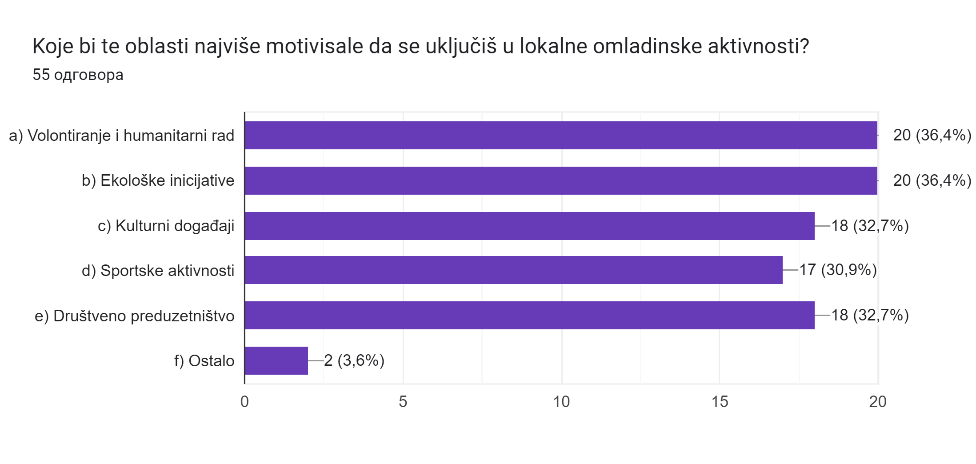 Koje bi te oblasti najviše motivisale da se uključiš u lokalne omladinske aktivnosti?
55 одговора
a) Volontiranje i humanitarni rad 20 (36,4%)
b) Ekološke inicijative 20 (36,4%)
c) Kulturni događaji 18 (32,7%)
d) Sportske aktivnosti 17 (30,9%)
e) Društveno preduzetništvo 18 (32,7%)
f) Ostalo 2 (3,6%)
0 5 10 15 20